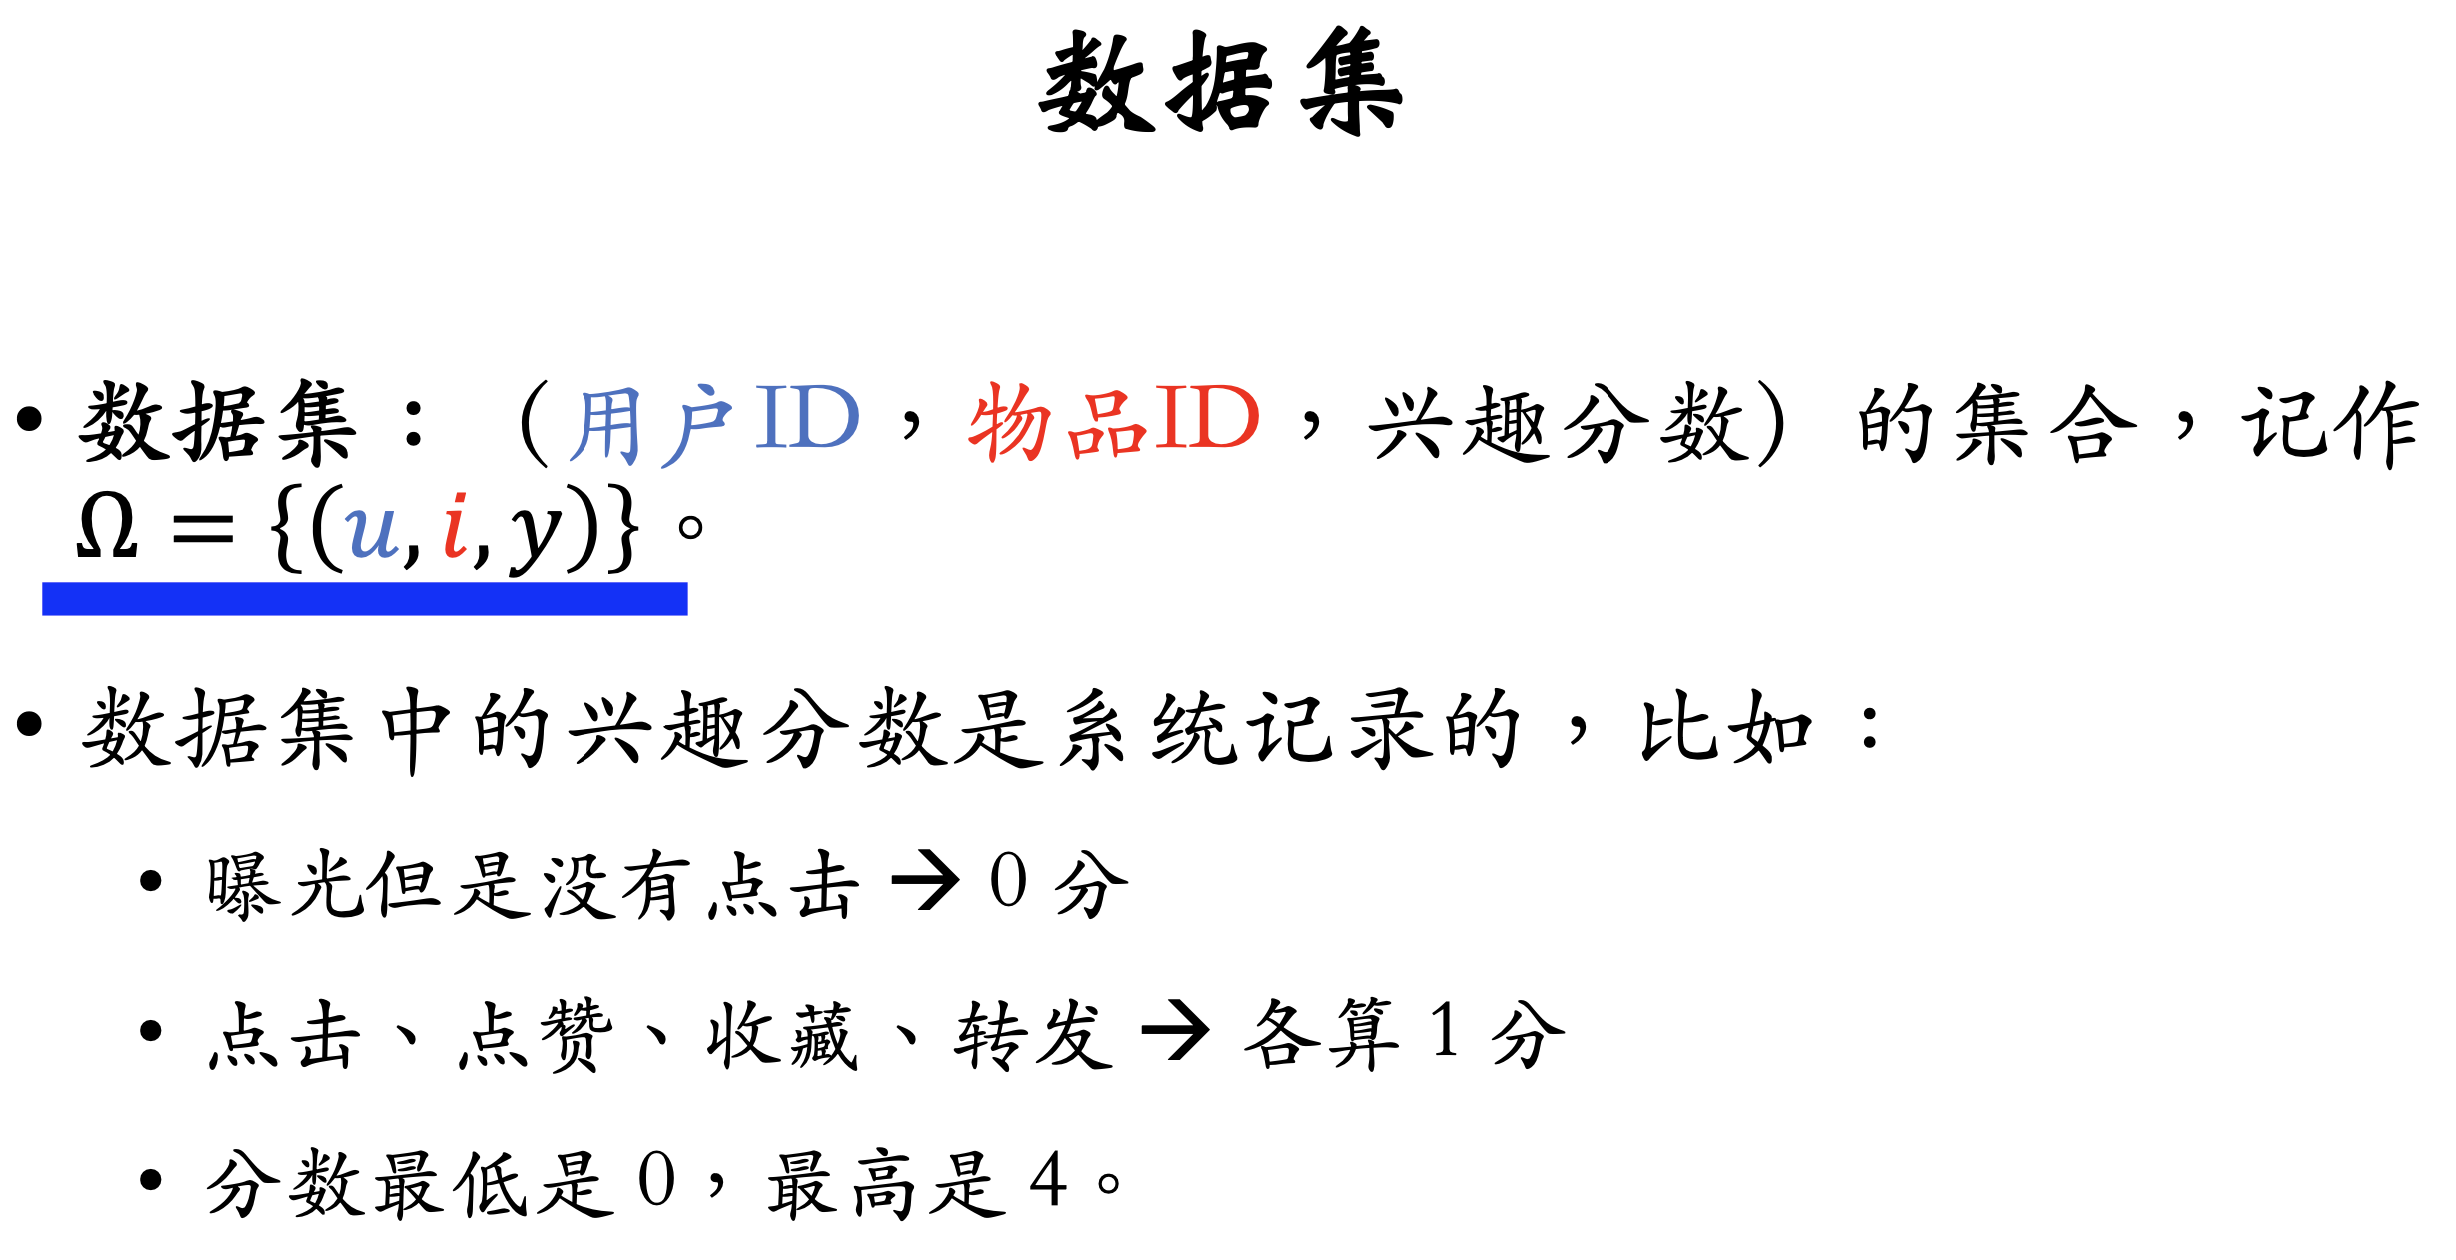 数据集
• 数据集：（用户ID，物品ID，兴趣分数）的集合，记作
Ω = {(u, i, y)}。
• 数据集中的兴趣分数是系统记录的，比如：
• 曝光但是没有点击 → 0 分
• 点击、点赞、收藏、转发 → 各算 1 分
• 分数最低是 0，最高是 4。